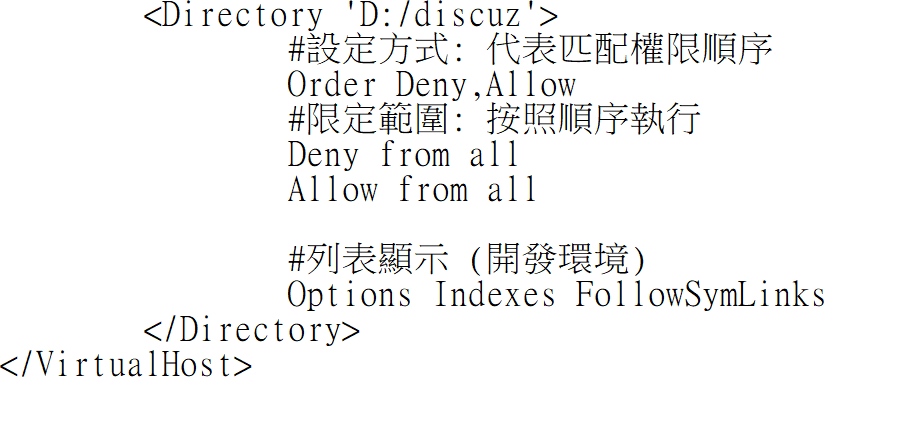 <Directory 'D:/discuz'>
#設定方式: 代表匹配權限順序
Order Deny,Allow
#限定範圍: 按照順序執行
Deny from all
Allow from all
#列表顯示 (開發環境)
Options Indexes FollowSymLinks
</Directory>
</VirtualHost>